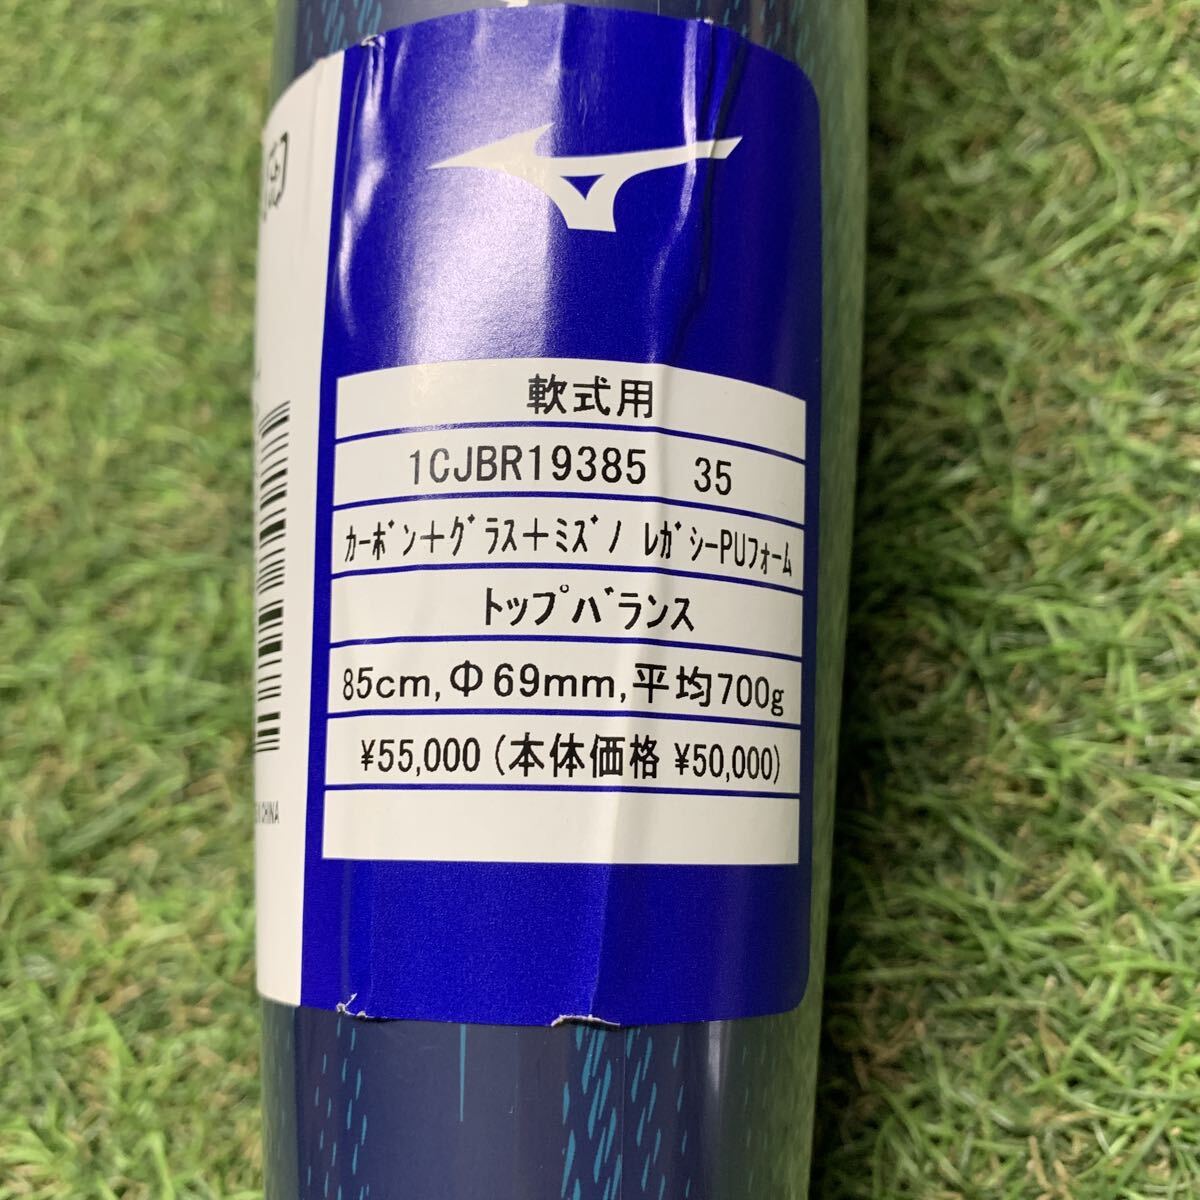 軟式用
1CJBR19385 35
カーボン+グラス+ミズノ レガシーPUフォーム
トップバランス
85cm,Φ69mm,平均700g
¥55,000(本体価格 ¥50,000)
CHINA